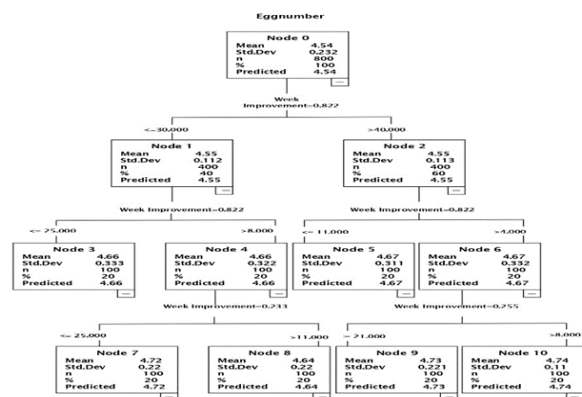 Eggnumber
Node 0
Mean 4.54
Std.Dev 0.232
n 800
% 100
Predicted 4.54
Week
Improvement=0.822
<=30.000
>40.000
Node 1
Mean 4.55
Std.Dev 0.112
n 400
% 40
Predicted 4.55
Node 2
Mean 4.55
Std.Dev 0.113
n 400
% 60
Predicted 4.55
Week Improvement=0.822
Week Improvement=0.822
<= 25.000
>8.000
<= 11.000
>4.000
Node 3
Mean 4.66
Std.Dev 0.333
n 100
% 20
Predicted 4.66
Node 4
Mean 4.66
Std.Dev 0.322
n 100
% 20
Predicted 4.66
Node 5
Mean 4.67
Std.Dev 0.311
n 100
% 20
Predicted 4.67
Node 6
Mean 4.67
Std.Dev 0.332
n 100
% 20
Predicted 4.67
Week Improvement=0.233
Week Improvement=0.255
<= 25.000
>11.000
21.000
>8.000
Node 7
Mean 4.72
Std.Dev 0.22
n 100
% 20
Predicted 4.72
Node 8
Mean 4.64
Std.Dev 0.22
n 100
% 20
Predicted 4.64
Node 9
Mean 4.73
Std.Dev 0.221
n 100
% 20
Predicted 4.73
Node 10
Mean 4.74
Std.Dev 0.11
n 100
% 20
Predicted 4.74